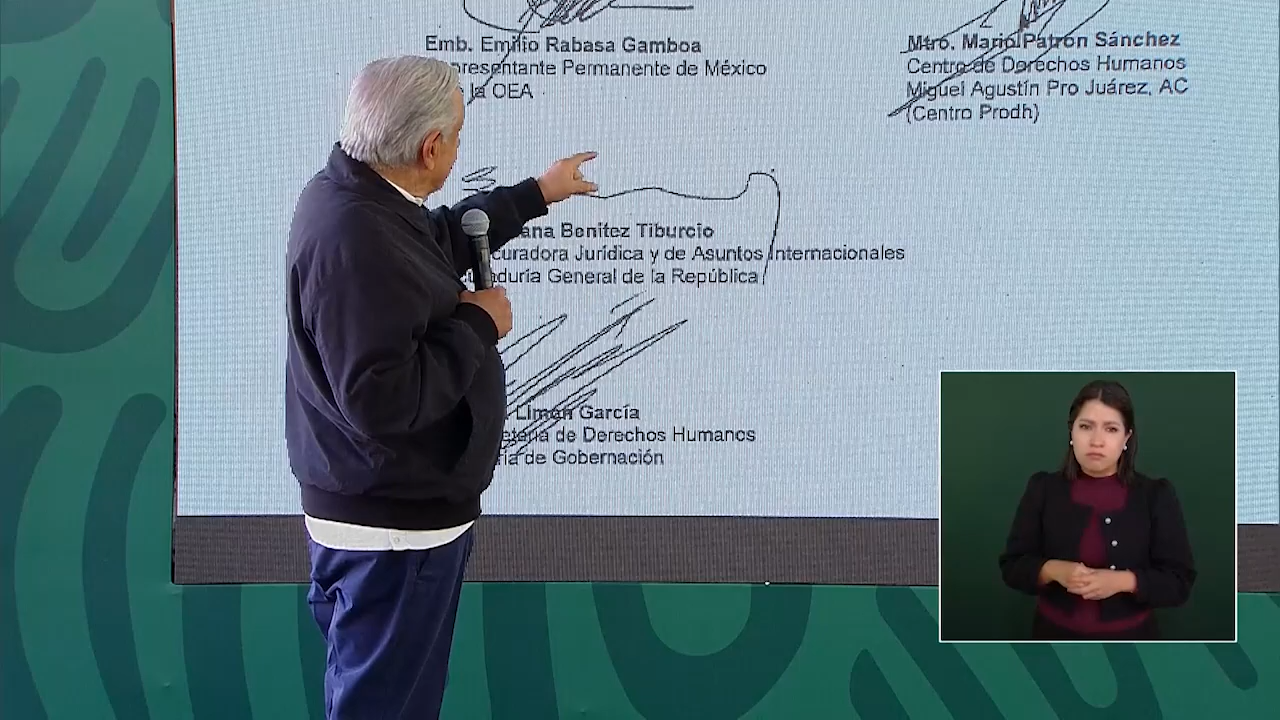 Emb. Emilio Rabasa Gamboa
presentante Permanente de México
la OEA
Mtro. Mario Patrón Sánchez
Centro de Derechos Humanos
Miguel Agustín Pro Juárez, AC
(Centro Prodh)
ana Benítez Tiburcio
curadora Jurídica y de Asuntos Internacionales
uraduría General de la República
Limón García
etaría de Derechos Humanos
ría de Gobernación